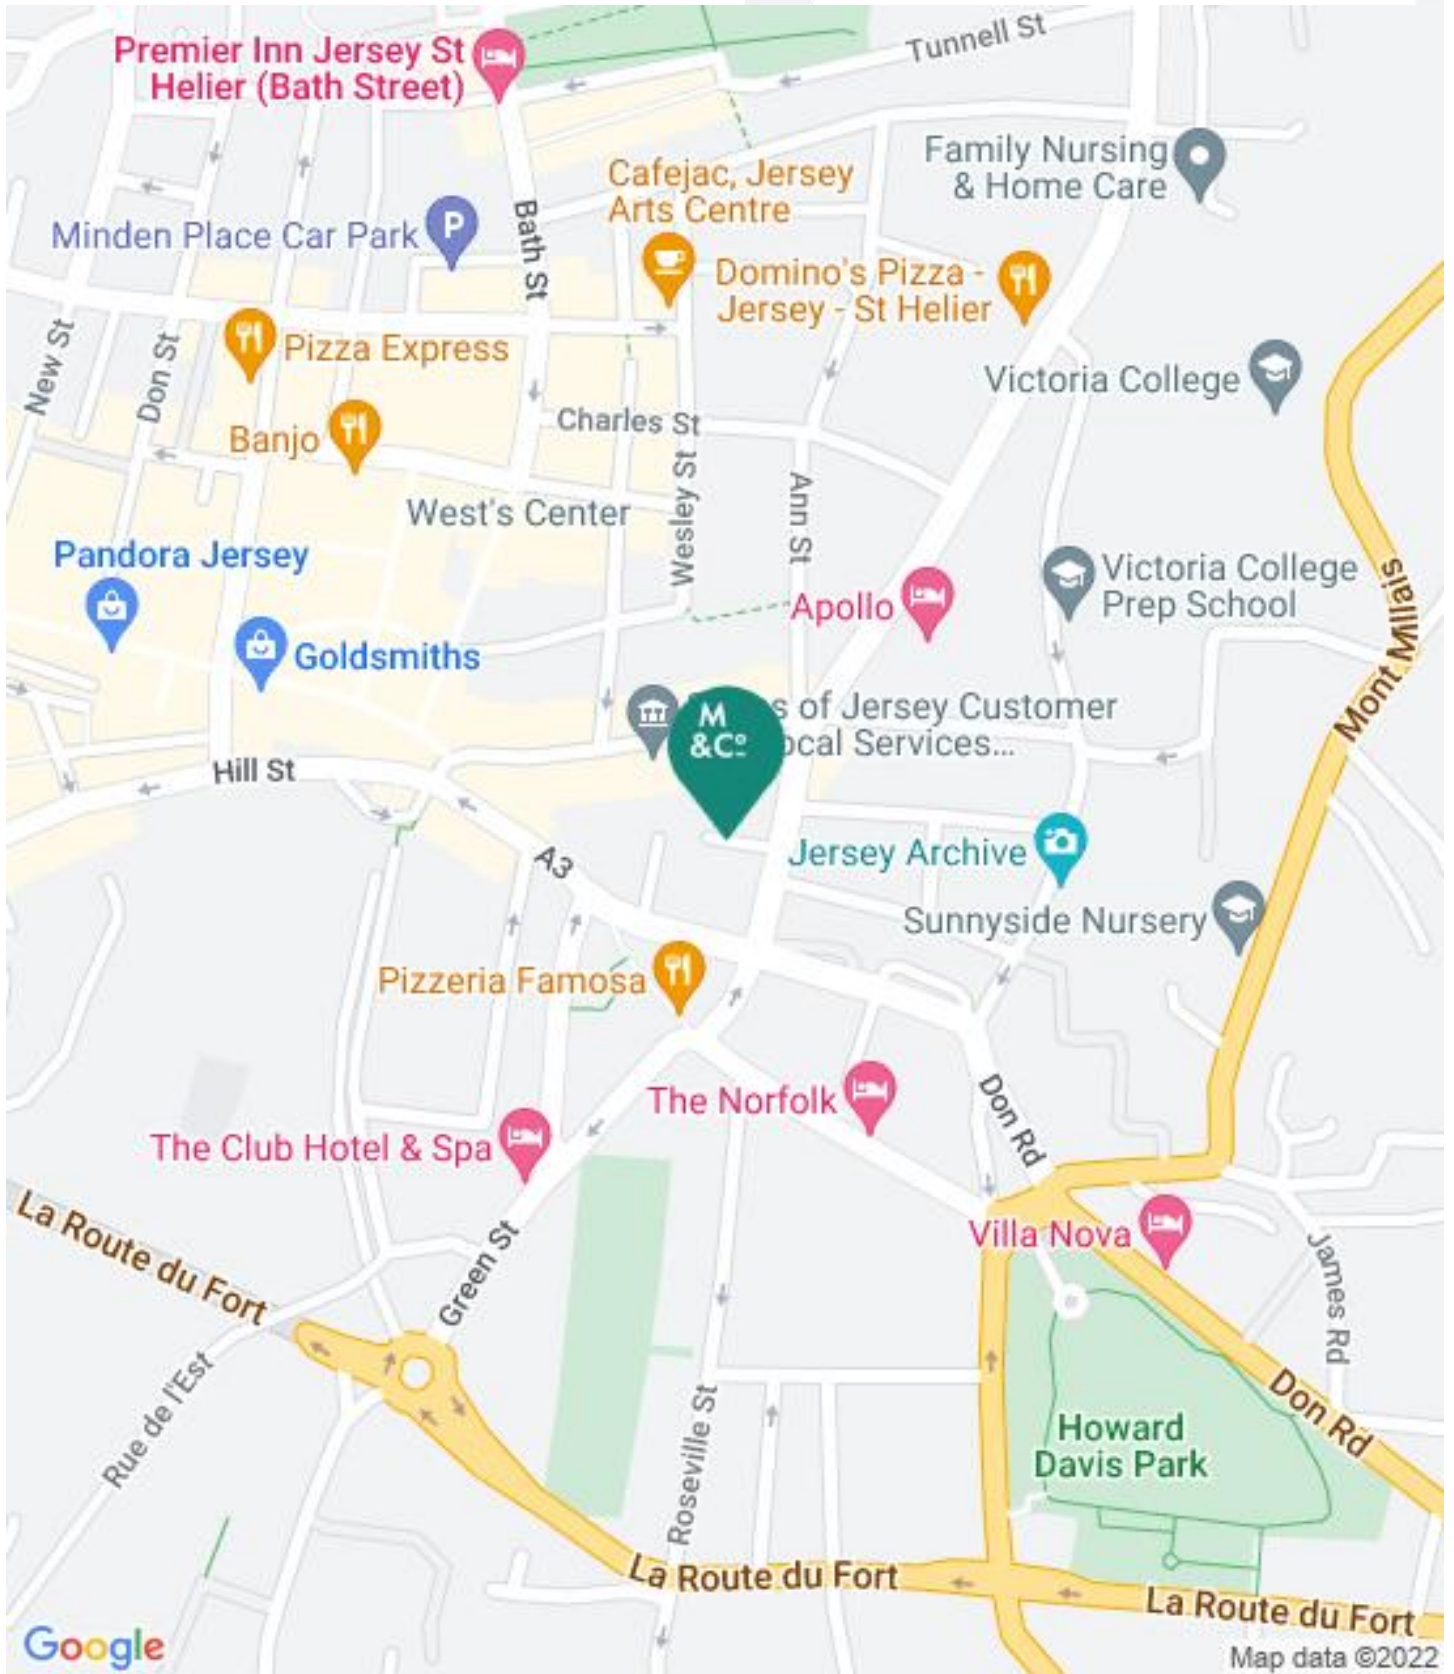 Tunnell St
Premier Inn Jersey St
Helier (Bath Street)
Family Nursing
& Home Care
Cafejac, Jersey
Arts Centre
Minden Place Car Park
P
Bath St
Domino's Pizza -
Jersey - St Helier
New St
Don St
Pizza Express
Victoria College
Charles St
Banjo
Wesley St
Ann St
West's Center
Pandora Jersey
Victoria College
Prep School
Mont Millais
Apollo
Goldsmiths
M
&Cº
of Jersey Customer
Services...
Hill St
A3
Jersey Archive
Sunnyside Nursery
Pizzeria Famosa
The Norfolk
Don Rd
The Club Hotel & Spa
La Route du Fort
Green St
Villa Nova
James Rd
Rue de l'Est
Roseville St
Don Rd
Howard
Davis Park
La Route du Fort
La Route du Fort
Google
Map data ©2022